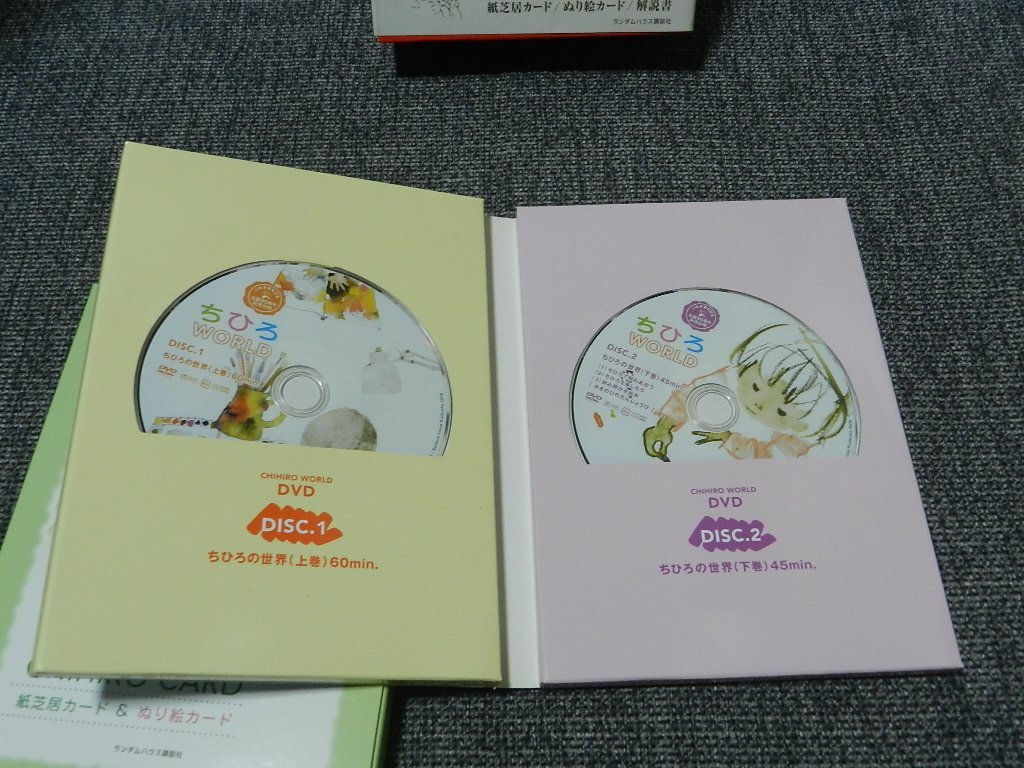 紙芝居カード/ぬり絵カード/解説書
ランダムハウス講談社
ちひろ
WORLD
DISC.1
ちひろの世界(上巻)60min.
DVD
CHIHIRO WORLD
DVD
DISC.1
ちひろの世界(上巻)60min.
ちひろ
WORLD
DISC.2
ちひろの世界(下巻)45min.
DVD
CHIHIRO WORLD
DVD
DISC.2
ちひろの世界(下巻)45min.
CARD
紙芝居カード & ぬり絵カード
ランダムハウス講談社